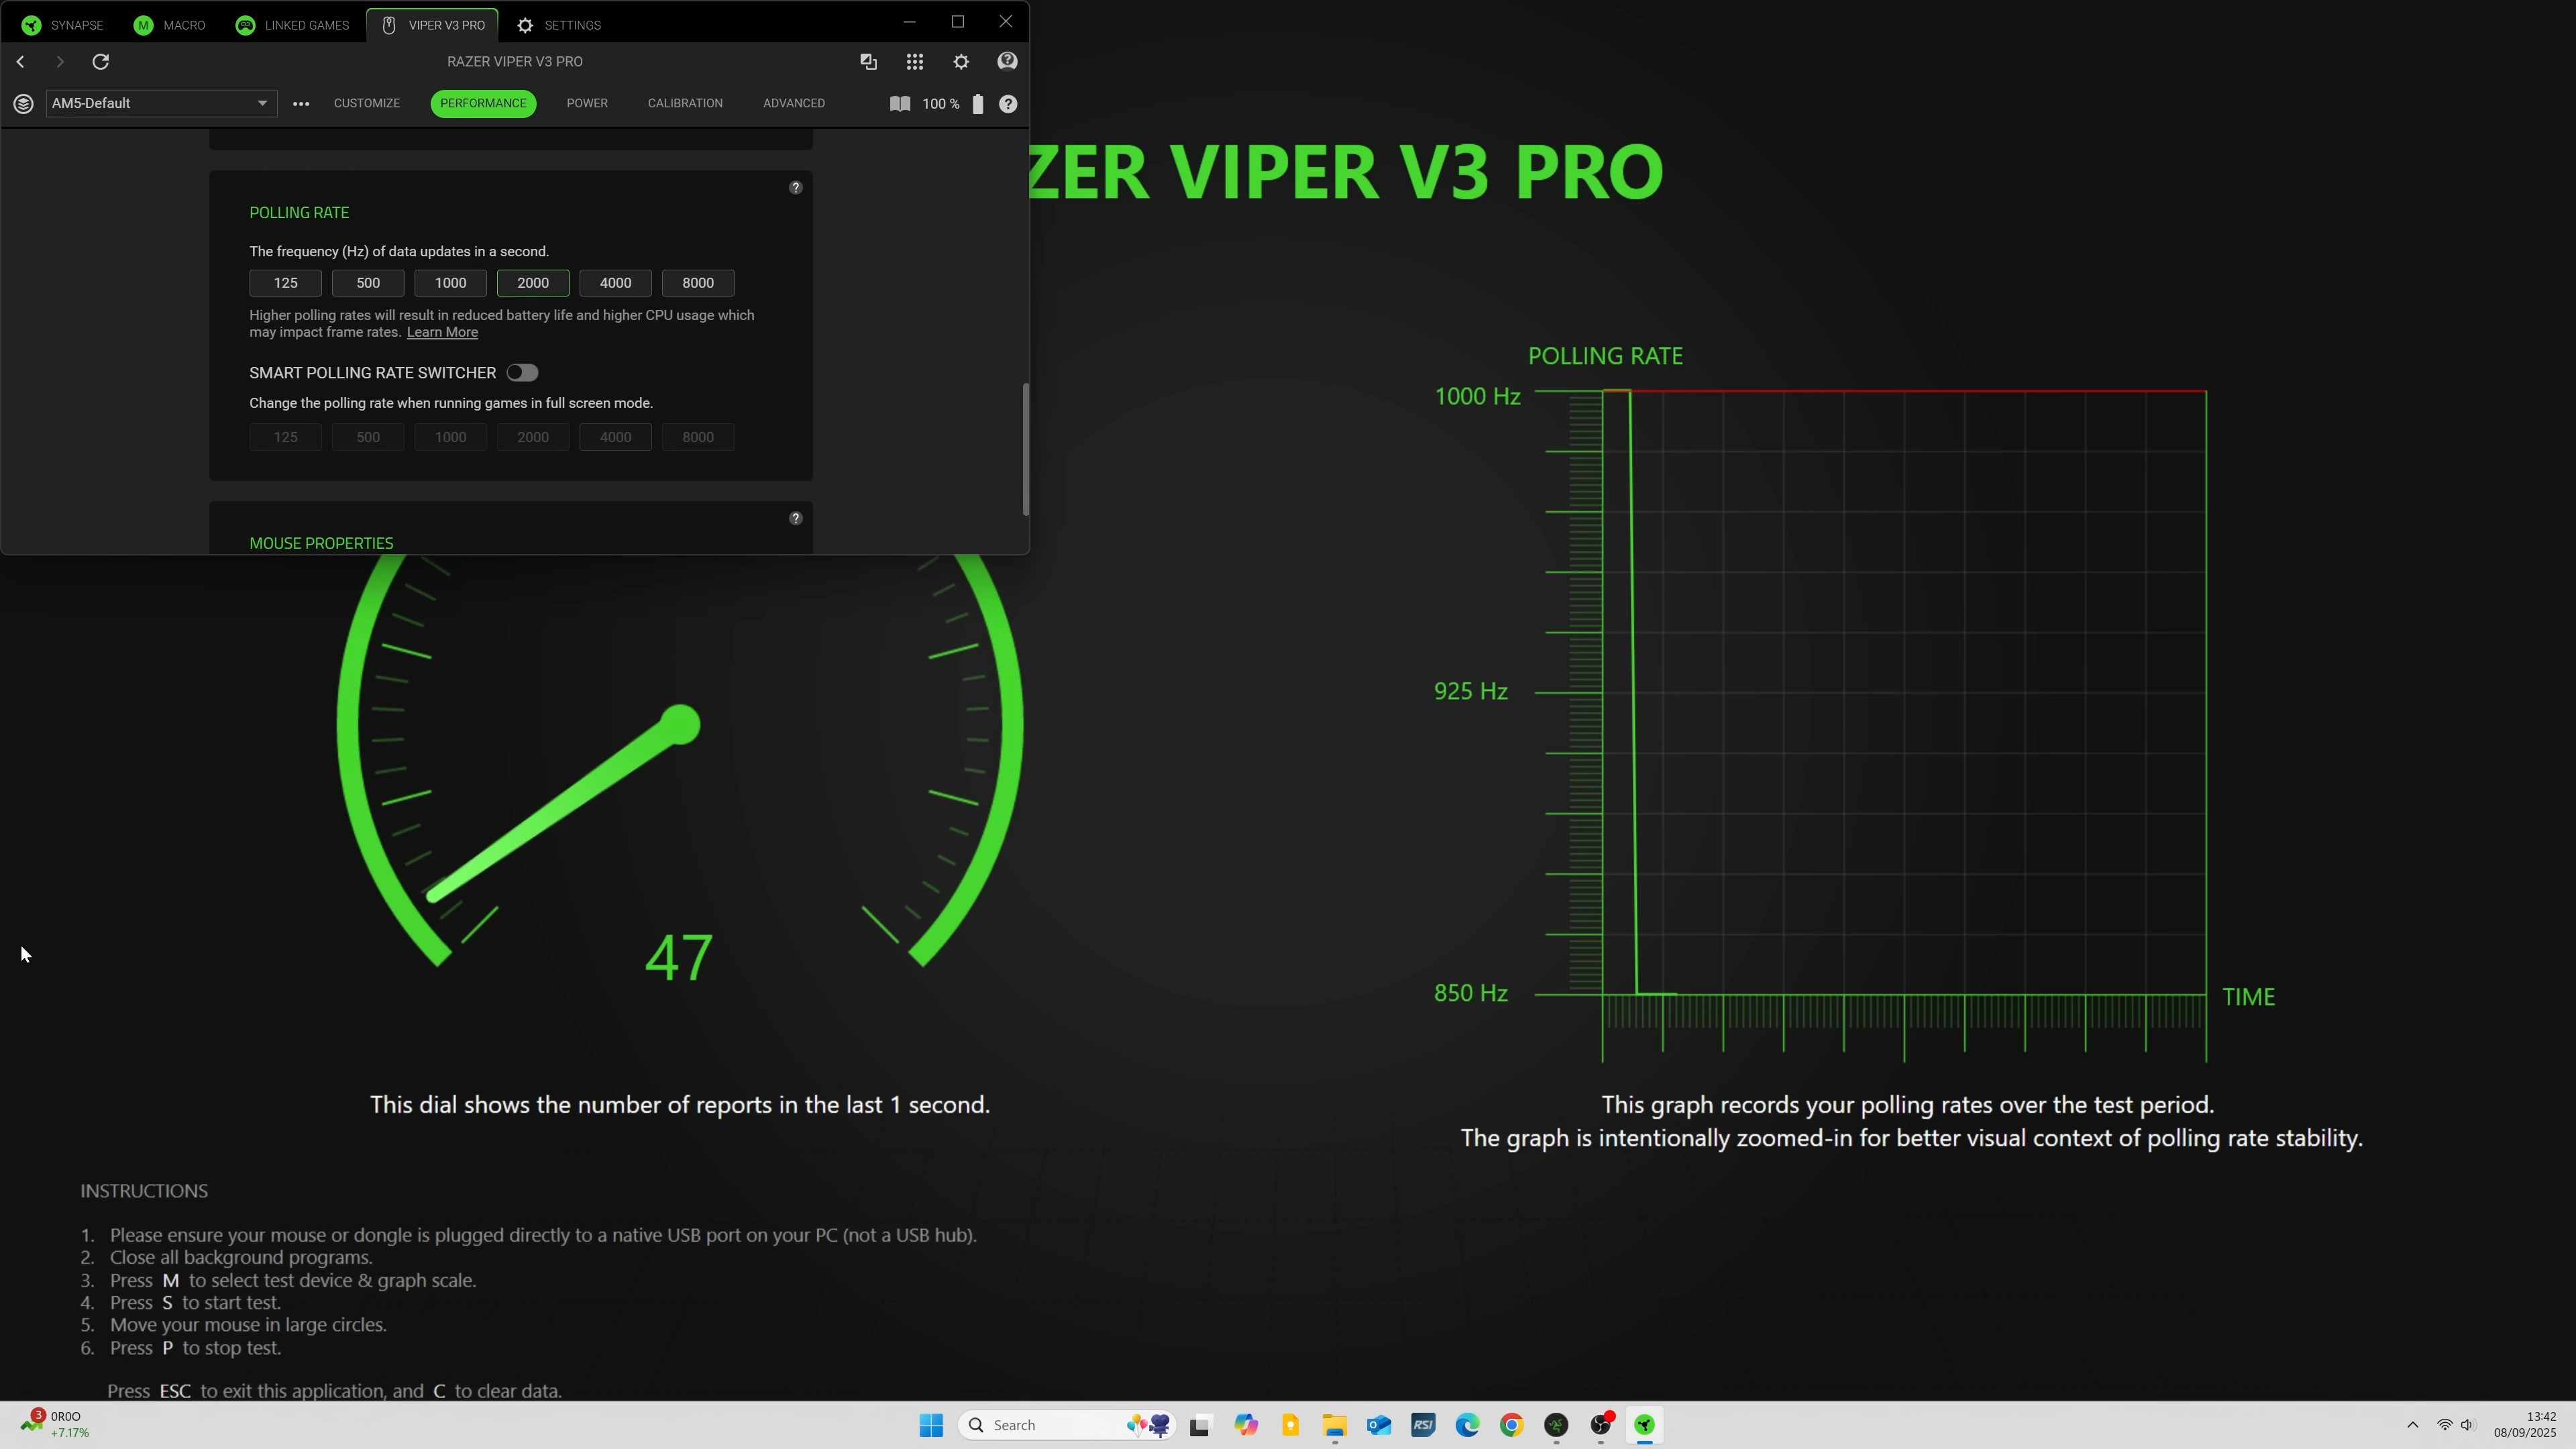 SYNAPSE
M
MACRO
LINKED GAMES
VIPER V3 PRO
SETTINGS
RAZER VIPER V3 PRO
AM5-Default
CUSTOMIZE
PERFORMANCE
POWER
CALIBRATION
ADVANCED
100 %
?
?
POLLING RATE
The frequency (Hz) of data updates in a second.
125 500 1000 2000 4000 8000
Higher polling rates will result in reduced battery life and higher CPU usage which
may impact frame rates. Learn More
SMART POLLING RATE SWITCHER
Change the polling rate when running games in full screen mode.
125 500 1000 2000 4000 8000
?
MOUSE PROPERTIES
ZER VIPER V3 PRO
47
This dial shows the number of reports in the last 1 second.
POLLING RATE
1000 Hz
925 Hz
850 Hz
TIME
This graph records your polling rates over the test period.
The graph is intentionally zoomed-in for better visual context of polling rate stability.
INSTRUCTIONS
1. Please ensure your mouse or dongle is plugged directly to a native USB port on your PC (not a USB hub).
2. Close all background programs.
3. Press M to select test device & graph scale.
4. Press S to start test.
5. Move your mouse in large circles.
6. Press P to stop test.
Press ESC to exit this application, and C to clear data.
3
0R0O
+7.17%
Search
RSI
13:42
08/09/2025